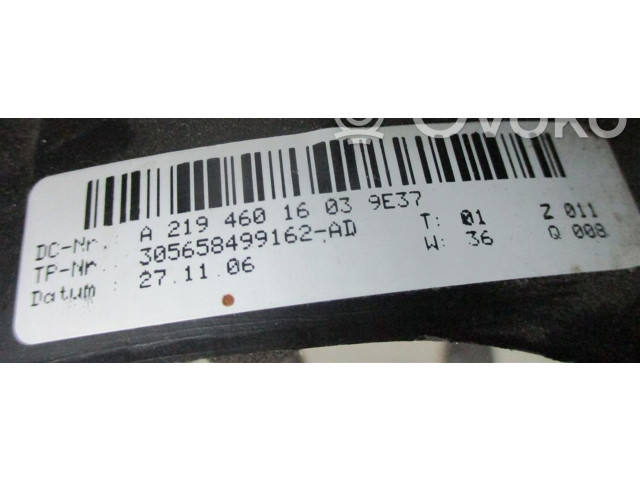 Ovoko
DC-Nr.: A 219 460 16 03 9E37 T: 01 Z 011
TP-Nr.: 305658499162-AD W: 36 Q 008
Datum: 27.11.06